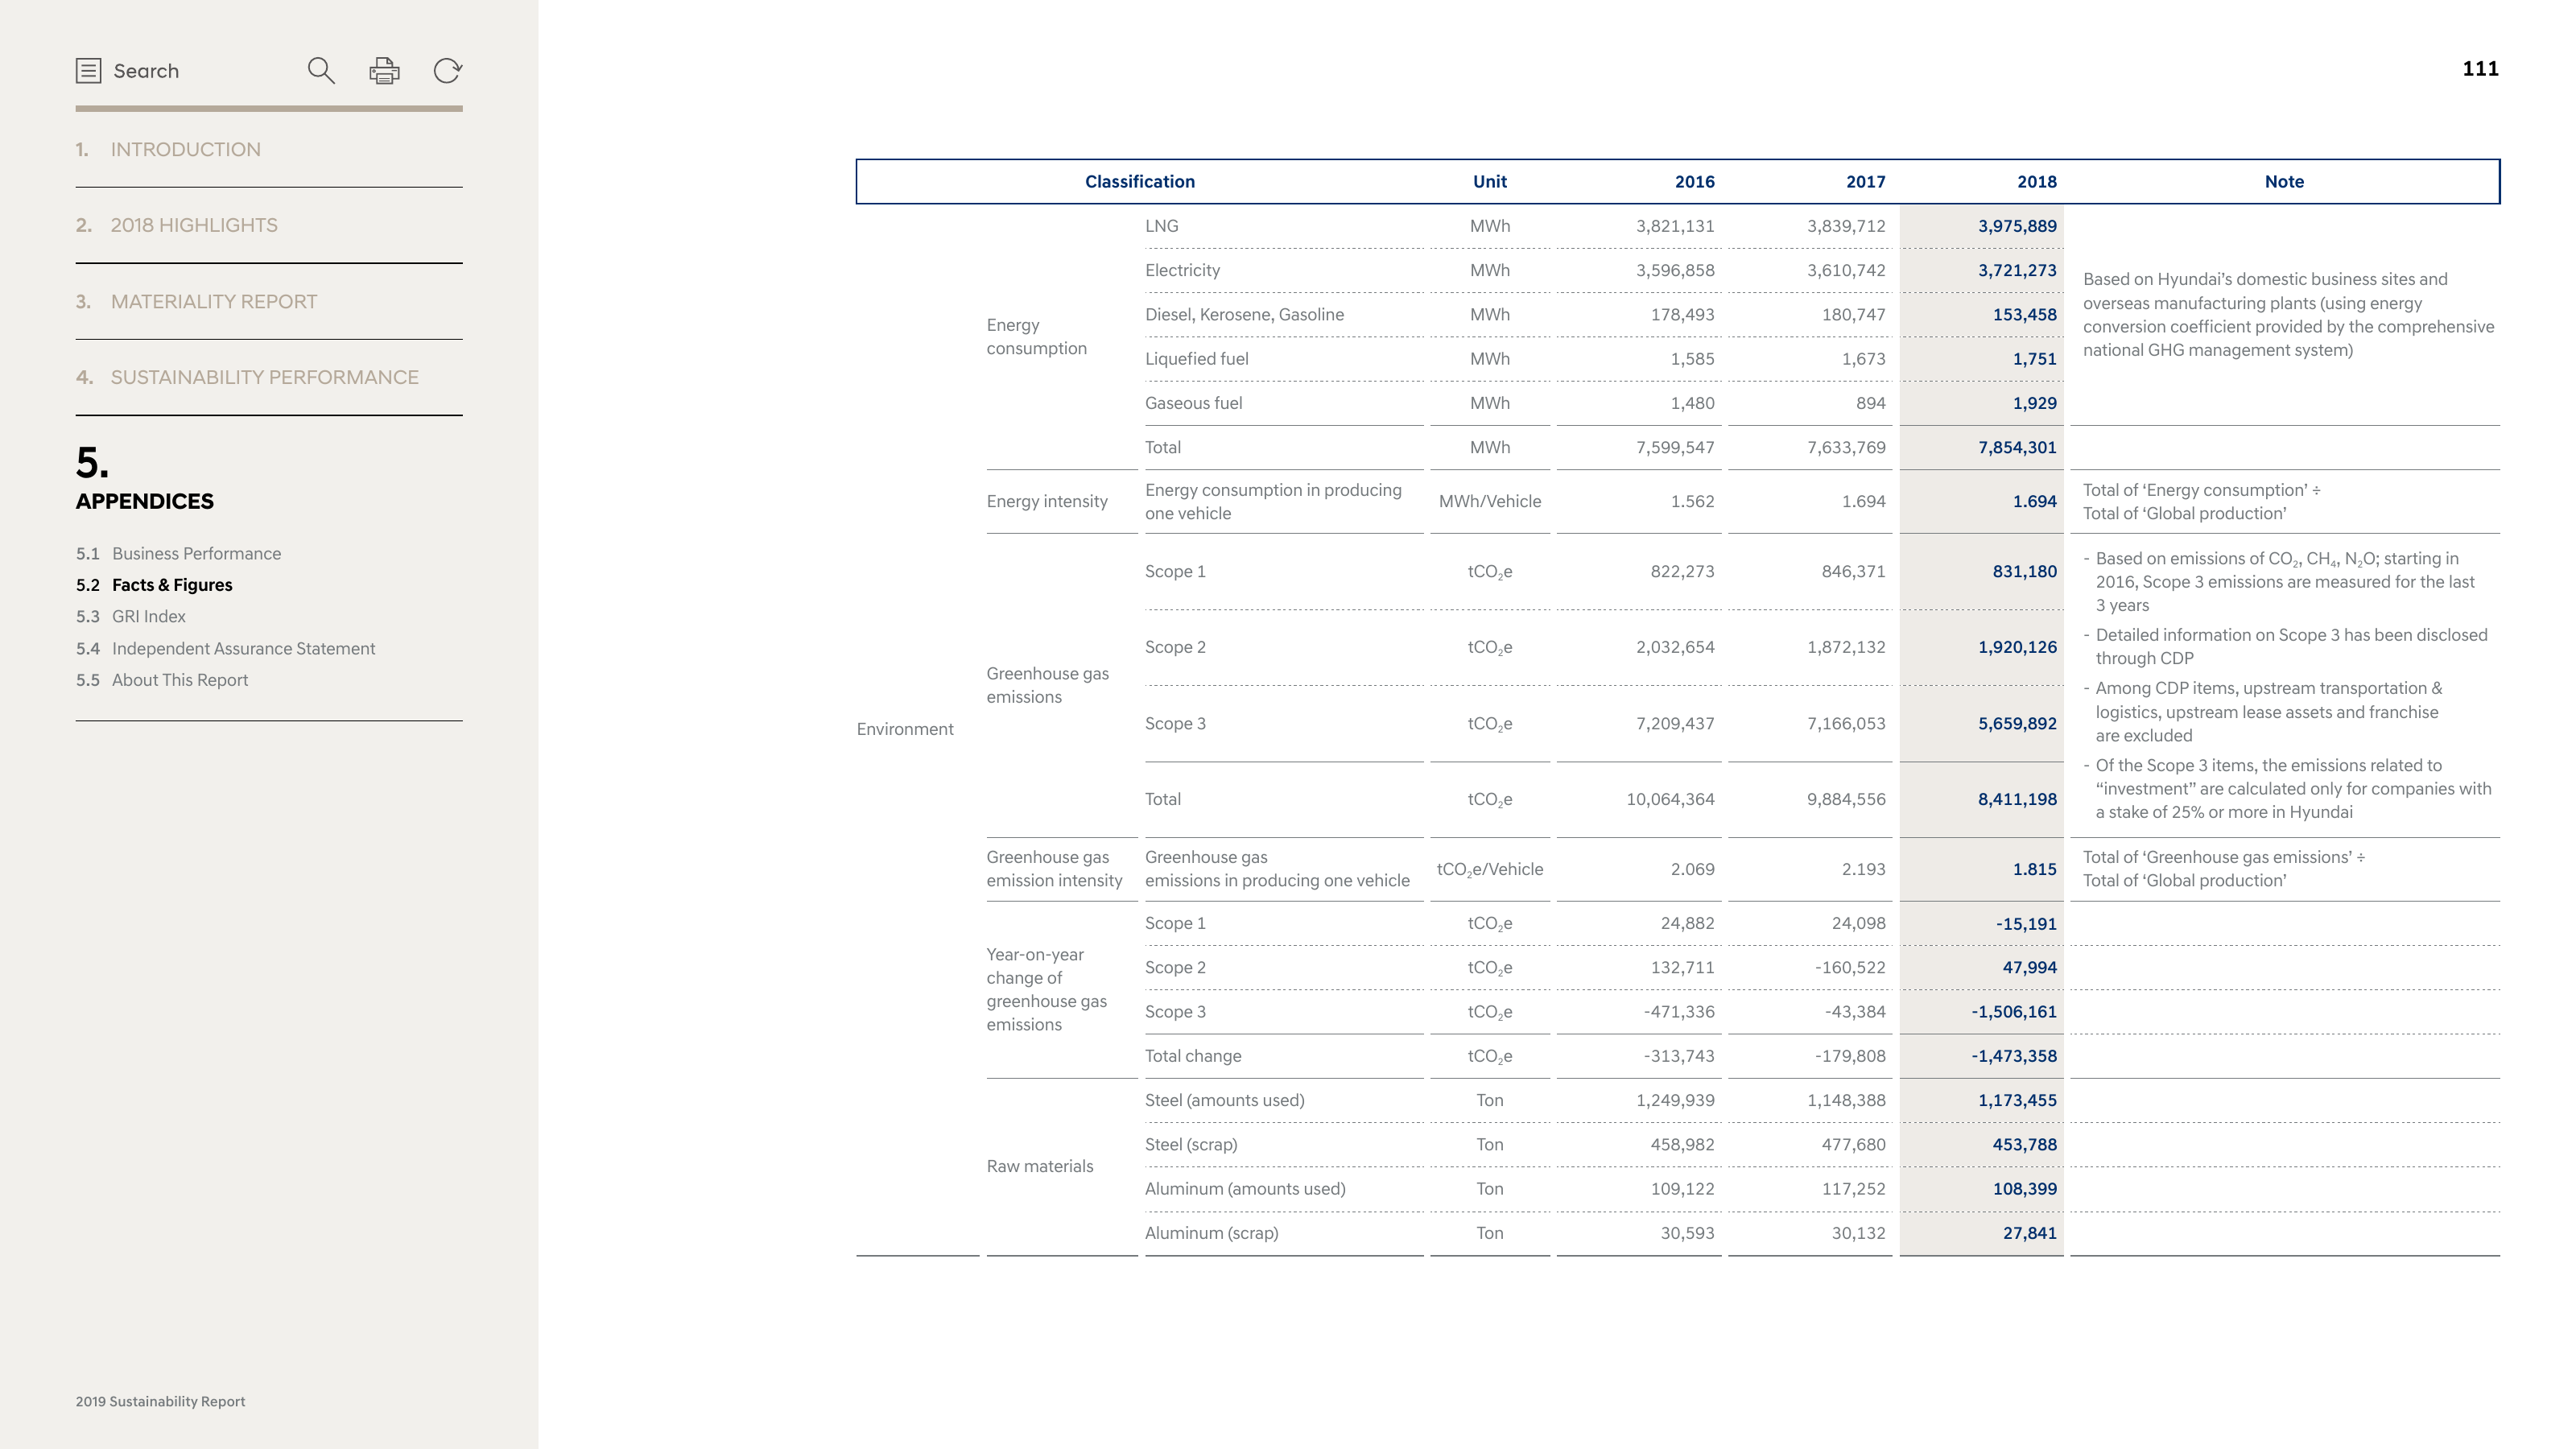 Search
1. INTRODUCTION
2. 2018 HIGHLIGHTS
3. MATERIALITY REPORT
4. SUSTAINABILITY PERFORMANCE
5.
APPENDICES
5.1 Business Performance
5.2 Facts & Figures
5.3 GRI Index
5.4 Independent Assurance Statement
5.5 About This Report
2019 Sustainability Report
111
Classification Unit 2016 2017 2018 Note
Environment
Energy
consumption
LNG MWh 3,821,131 3,839,712 3,975,889
Electricity MWh 3,596,858 3,610,742 3,721,273
Diesel, Kerosene, Gasoline MWh 178,493 180,747 153,458
Liquefied fuel MWh 1,585 1,673 1,751
Gaseous fuel MWh 1,480 894 1,929
Based on Hyundai’s domestic business sites and
overseas manufacturing plants (using energy
conversion coefficient provided by the comprehensive
national GHG management system)
Total MWh 7,599,547 7,633,769 7,854,301
Energy intensity
Energy consumption in producing
one vehicle
MWh/Vehicle 1.562 1.694 1.694
Total of ‘Energy consumption’ ÷
Total of ‘Global production’
Greenhouse gas
emissions
Scope 1 tCO₂e 822,273 846,371 831,180
Scope 2 tCO₂e 2,032,654 1,872,132 1,920,126
Scope 3 tCO₂e 7,209,437 7,166,053 5,659,892
Total tCO₂e 10,064,364 9,884,556 8,411,198
- Based on emissions of CO₂, CH₄, N₂O; starting in
2016, Scope 3 emissions are measured for the last
3 years
- Detailed information on Scope 3 has been disclosed
through CDP
- Among CDP items, upstream transportation &
logistics, upstream lease assets and franchise
are excluded
- Of the Scope 3 items, the emissions related to
“investment” are calculated only for companies with
a stake of 25% or more in Hyundai
Greenhouse gas
emission intensity
Greenhouse gas
emissions in producing one vehicle
tCO₂e/Vehicle 2.069 2.193 1.815
Total of ‘Greenhouse gas emissions’ ÷
Total of ‘Global production’
Year-on-year
change of
greenhouse gas
emissions
Scope 1 tCO₂e 24,882 24,098 -15,191
Scope 2 tCO₂e 132,711 -160,522 47,994
Scope 3 tCO₂e -471,336 -43,384 -1,506,161
Total change tCO₂e -313,743 -179,808 -1,473,358
Raw materials
Steel (amounts used) Ton 1,249,939 1,148,388 1,173,455
Steel (scrap) Ton 458,982 477,680 453,788
Aluminum (amounts used) Ton 109,122 117,252 108,399
Aluminum (scrap) Ton 30,593 30,132 27,841